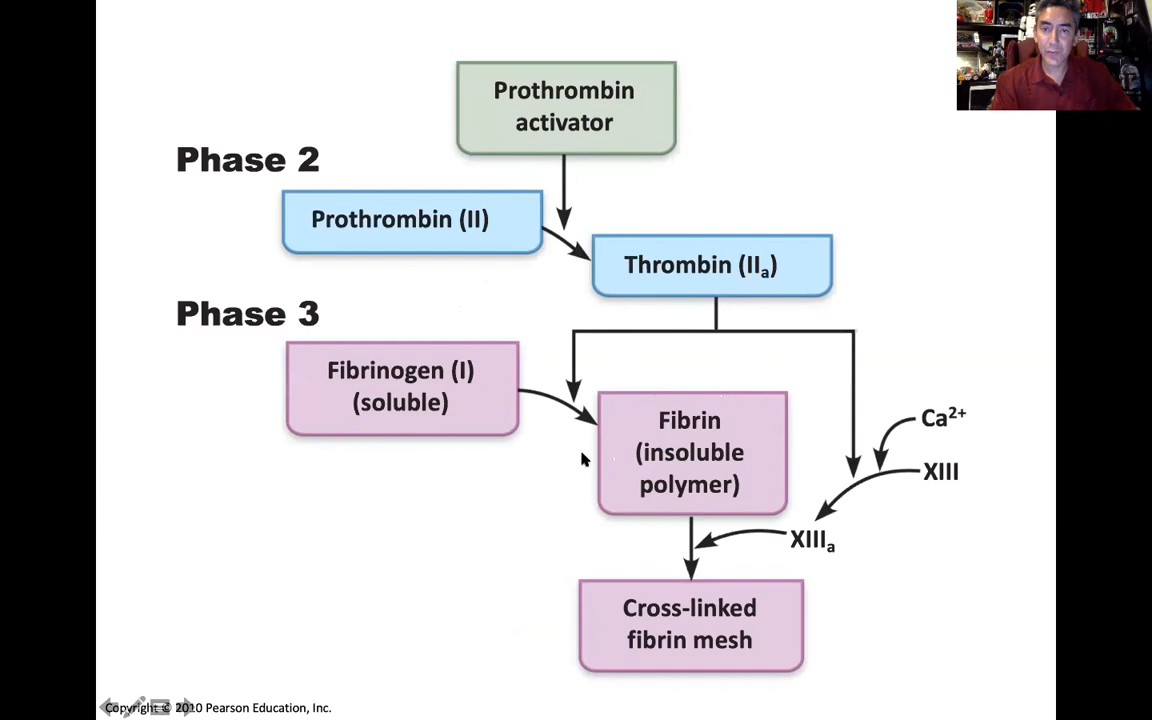 Prothrombin
activator
Phase 2
Prothrombin (II)
Thrombin (IIa)
Phase 3
Fibrinogen (I)
(soluble)
Fibrin
(insoluble
polymer)
Ca2+
XIII
XIIIa
Cross-linked
fibrin mesh
Copyright © 2010 Pearson Education, Inc.